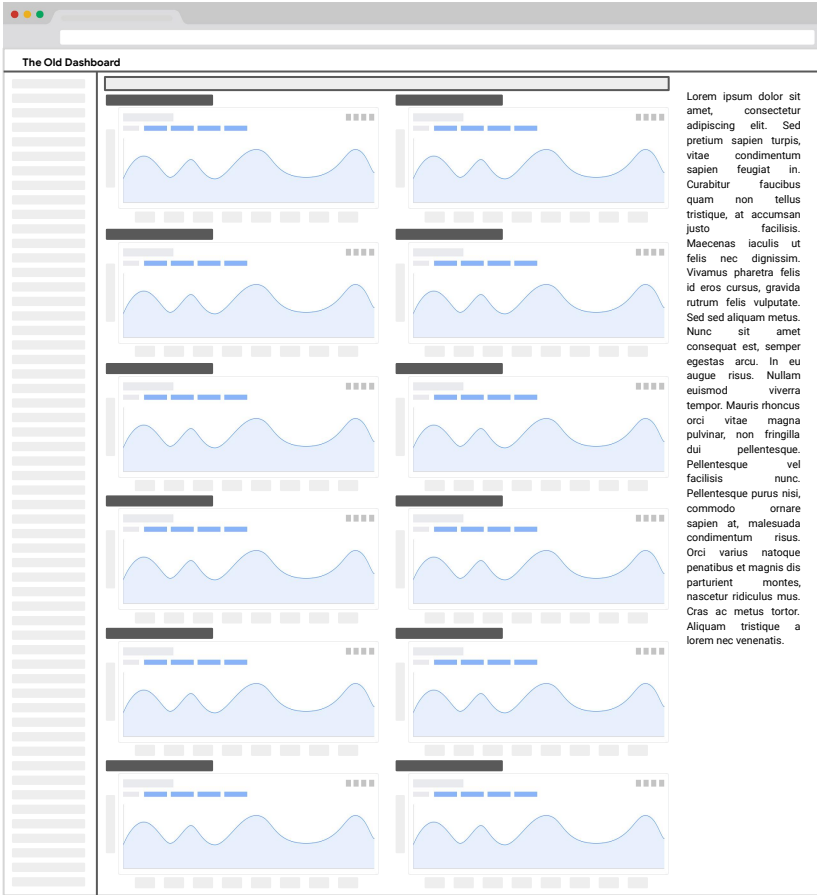 The Old Dashboard
Lorem ipsum dolor sit
amet, consectetur
adipiscing elit. Sed
pretium sapien turpis,
vitae condimentum
sapien feugiat in.
Curabitur faucibus
quam non tellus
tristique, at accumsan
justo facilisis.
Maecenas iaculis ut
felis nec dignissim.
Vivamus pharetra felis
id eros cursus, gravida
rutrum felis vulputate.
Sed sed aliquam metus.
Nunc sit amet
consequat est, semper
egestas arcu. In eu
augue risus. Nullam
euismod viverra
tempor. Mauris rhoncus
orci vitae magna
pulvinar, non fringilla
dui pellentesque.
Pellentesque vel
facilisis nunc.
Pellentesque purus nisi,
commodo ornare
sapien at, malesuada
condimentum risus.
Orci varius natoque
penatibus et magnis dis
parturient montes,
nascetur ridiculus mus.
Cras ac metus tortor.
Aliquam tristique a
lorem nec venenatis.